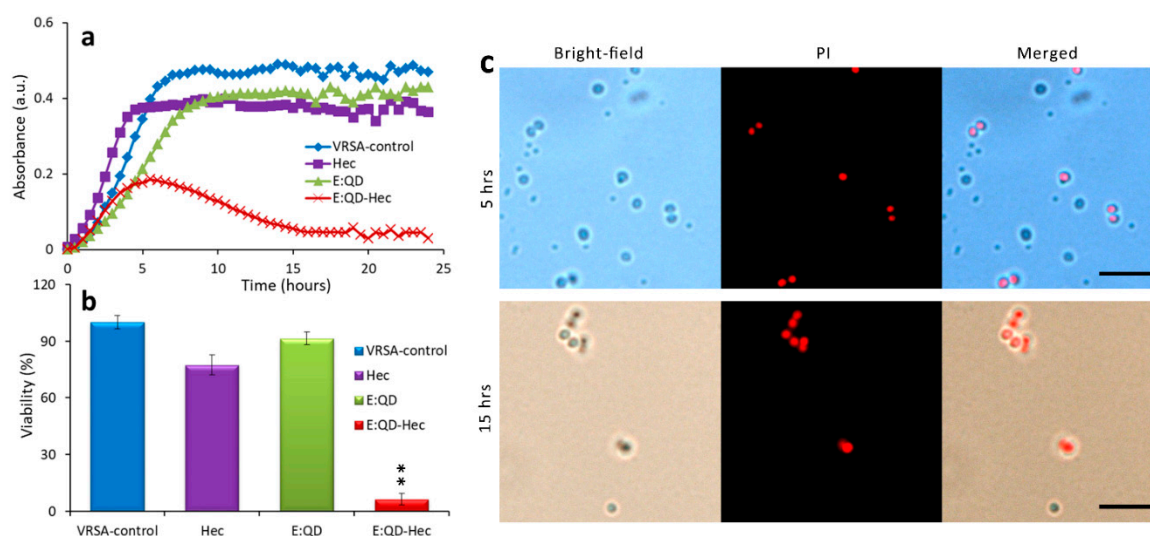 a
0.6
0.4
0.2
0
Absorbance (a.u.)
0 5 10 15 20 25
Time (hours)
VRSA-control
Hec
E:QD
E:QD-Hec
b
120
90
60
30
0
Viability (%)
VRSA-control
Hec
E:QD
E:QD-Hec
**
VRSA-control Hec E:QD E:QD-Hec
c
Bright-field PI Merged
5 hrs
15 hrs